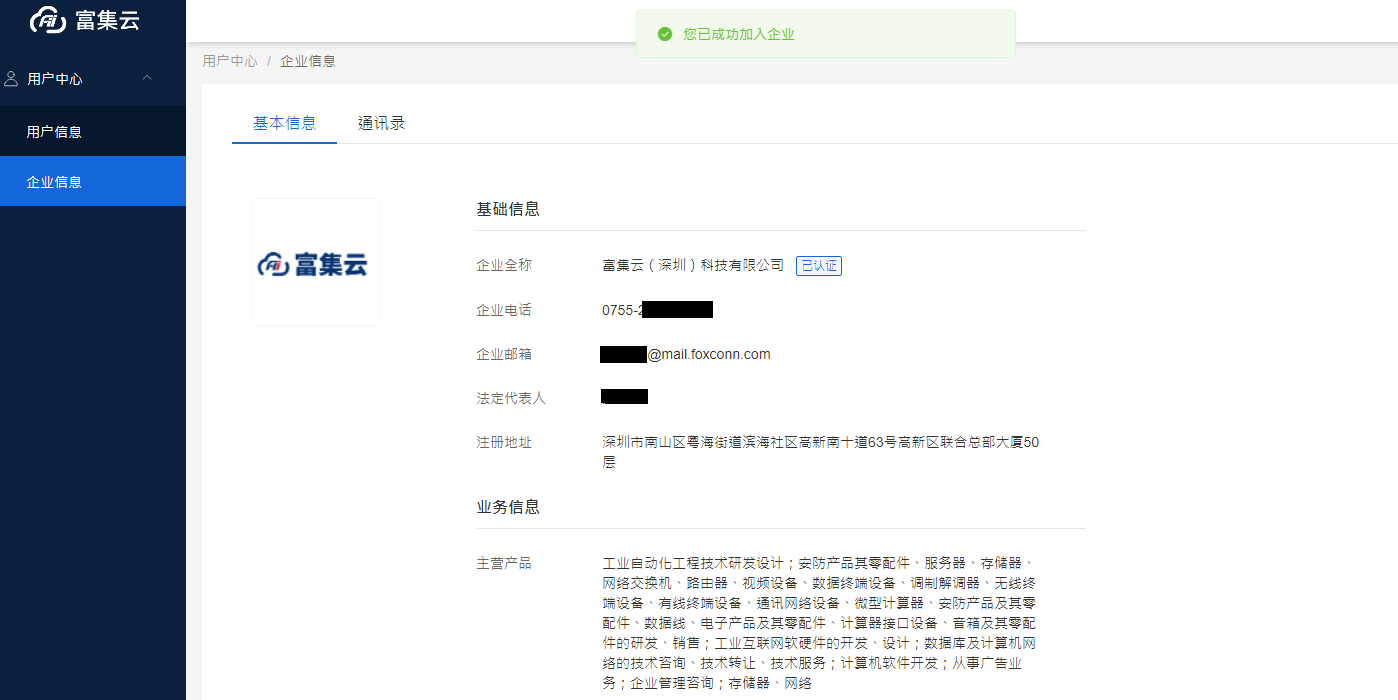 富集云
您已成功加入企业
用户中心
用户中心 / 企业信息
用户信息
企业信息
基本信息
通讯录
富集云
基础信息
企业全称 富集云（深圳）科技有限公司 已认证
企业电话 0755-2
企业邮箱 @mail.foxconn.com
法定代表人
注册地址 深圳市南山区粤海街道滨海社区高新南十道63号高新区联合总部大厦50
层
业务信息
主营产品 工业自动化工程技术研发设计；安防产品其零配件、服务器、存储器、
网络交换机、路由器、视频设备、数据终端设备、调制解调器、无线终
端设备、有线终端设备、通讯网络设备、微型计算器、安防产品及其零
配件、数据线、电子产品及其零配件、计算器接口设备、音箱及其零配
件的研发、销售；工业互联网软硬件的开发、设计；数据库及计算机网
络的技术咨询、技术转让、技术服务；计算机软件开发；从事广告业
务；企业管理咨询；存储器、网络